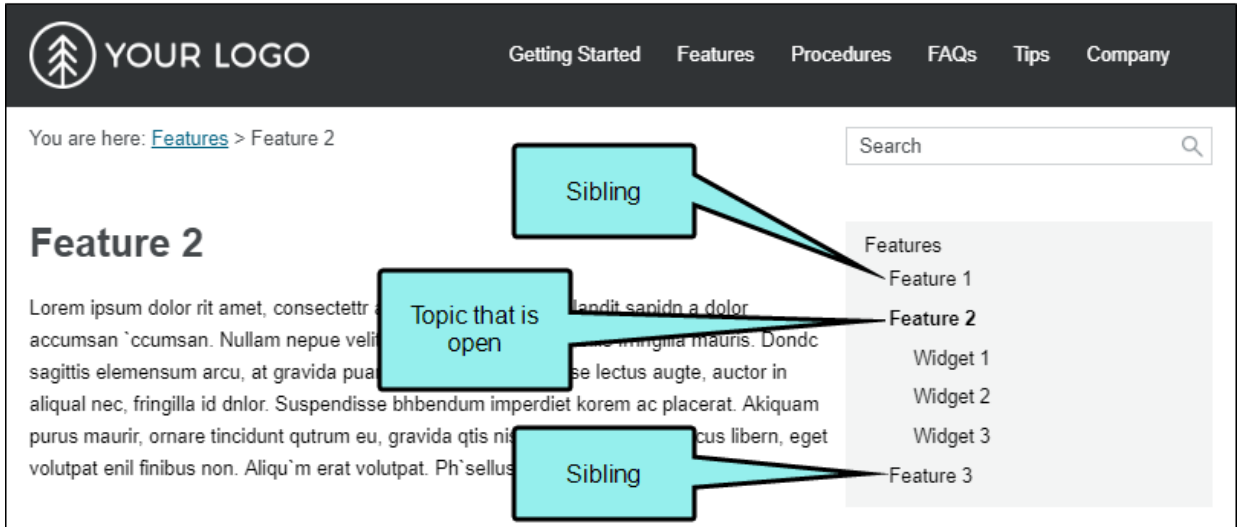 YOUR LOGO
Getting Started Features Procedures FAQs Tips Company
You are here: Features > Feature 2
Search
Sibling
Feature 2
Features
Feature 1
Topic that is
open
Feature 2
Widget 1
Widget 2
Widget 3
Feature 3
Sibling
Lorem ipsum dolor rit amet, consectettr landit sapidn a dolor
accumsan `ccumsan. Nullam nepue velit fringilla mauris. Dondc
sagittis elemensum arcu, at gravida se lectus augte, auctor in
aliqual nec, fringilla id dnlor. Suspendisse bhbendum imperdiet korem ac placerat. Akiquam
purus maurir, ornare tincidunt qutrum eu, gravida qtis cus libern, eget
volutpat enil finibus non. Aliqu`m erat volutpat. Ph`sellus